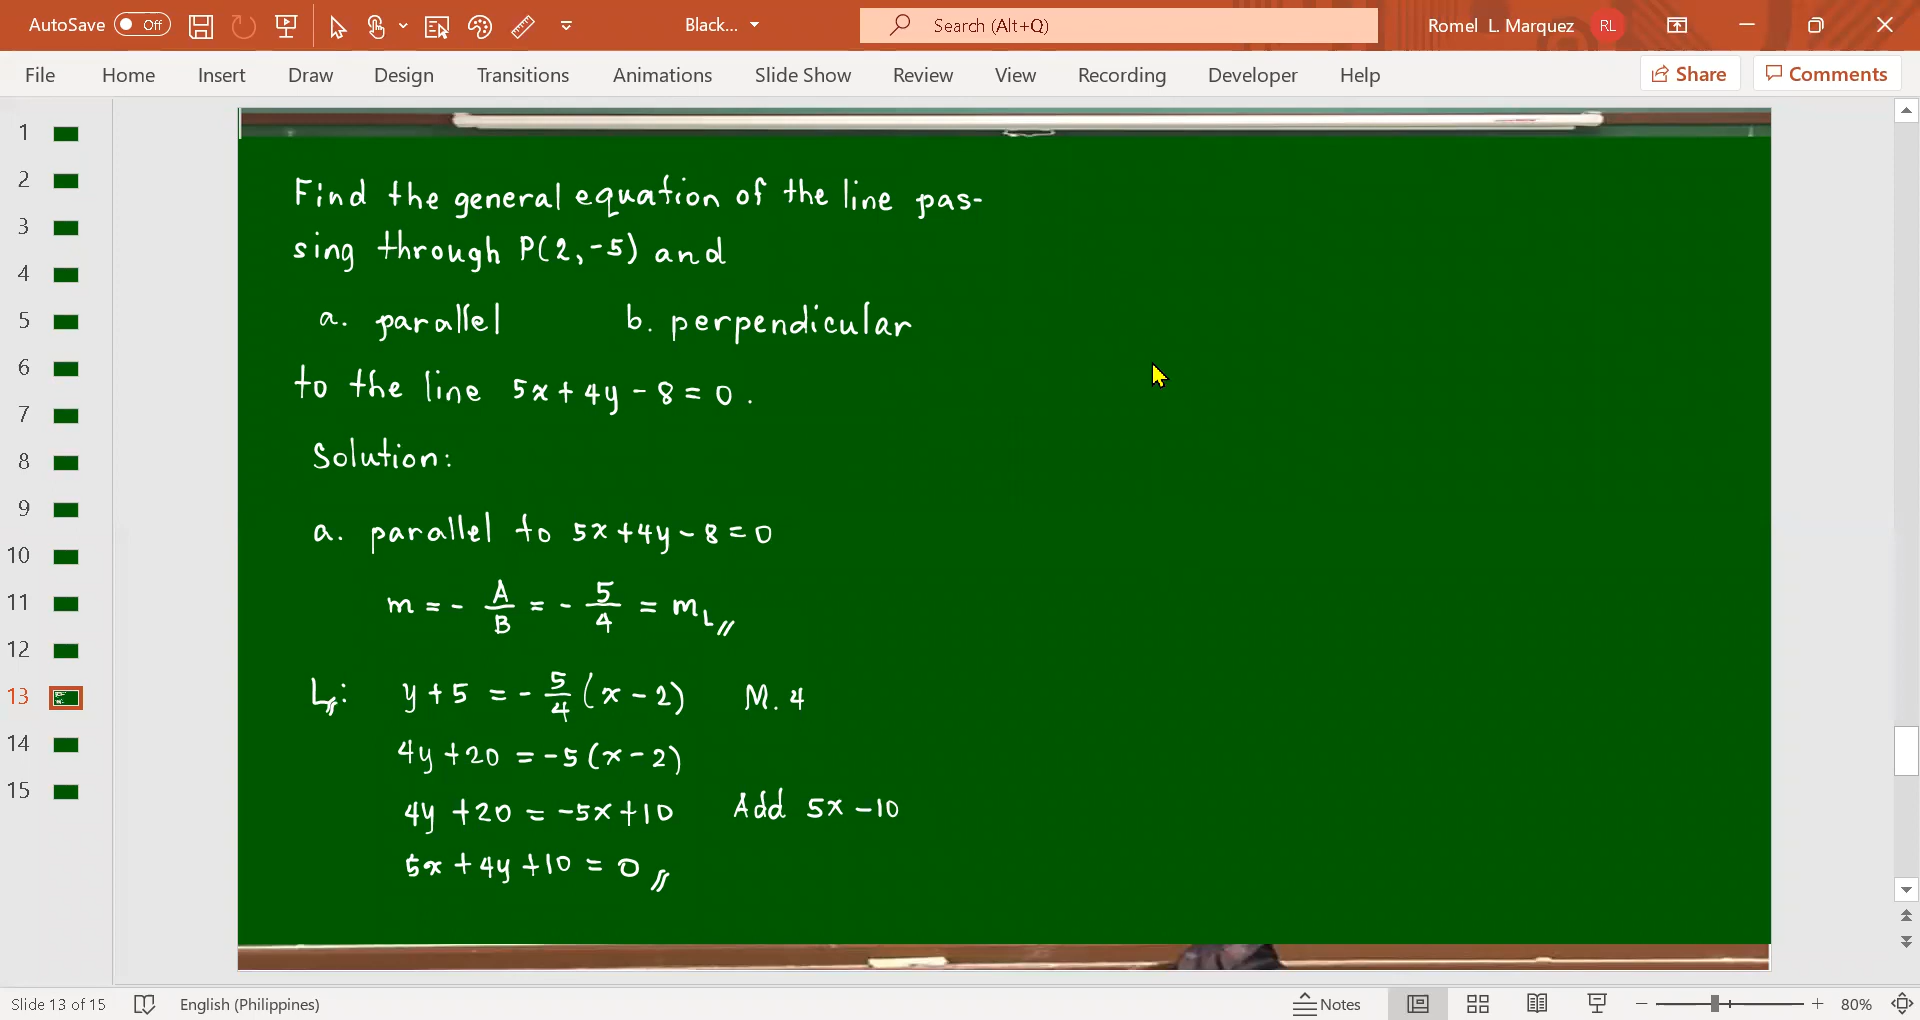 AutoSave Off Black... Search (Alt+Q) Romel L. Marquez RL
File Home Insert Draw Design Transitions Animations Slide Show Review View Recording Developer Help Share Comments
1
2
3
4
5
6
7
8
9
10
11
12
13
14
15
Find the general equation of the line pas-
sing through P(2, -5) and
a. parallel b. perpendicular
to the line 5x + 4y - 8 = 0.
Solution:
a. parallel to 5x + 4y - 8 = 0
m = - A/B = - 5/4 = m L //
L//: y + 5 = - 5/4 (x - 2) M. 4
4y + 20 = -5 (x - 2)
4y + 20 = -5x + 10 Add 5x - 10
5x + 4y + 10 = 0 //
Slide 13 of 15 English (Philippines) Notes 80%